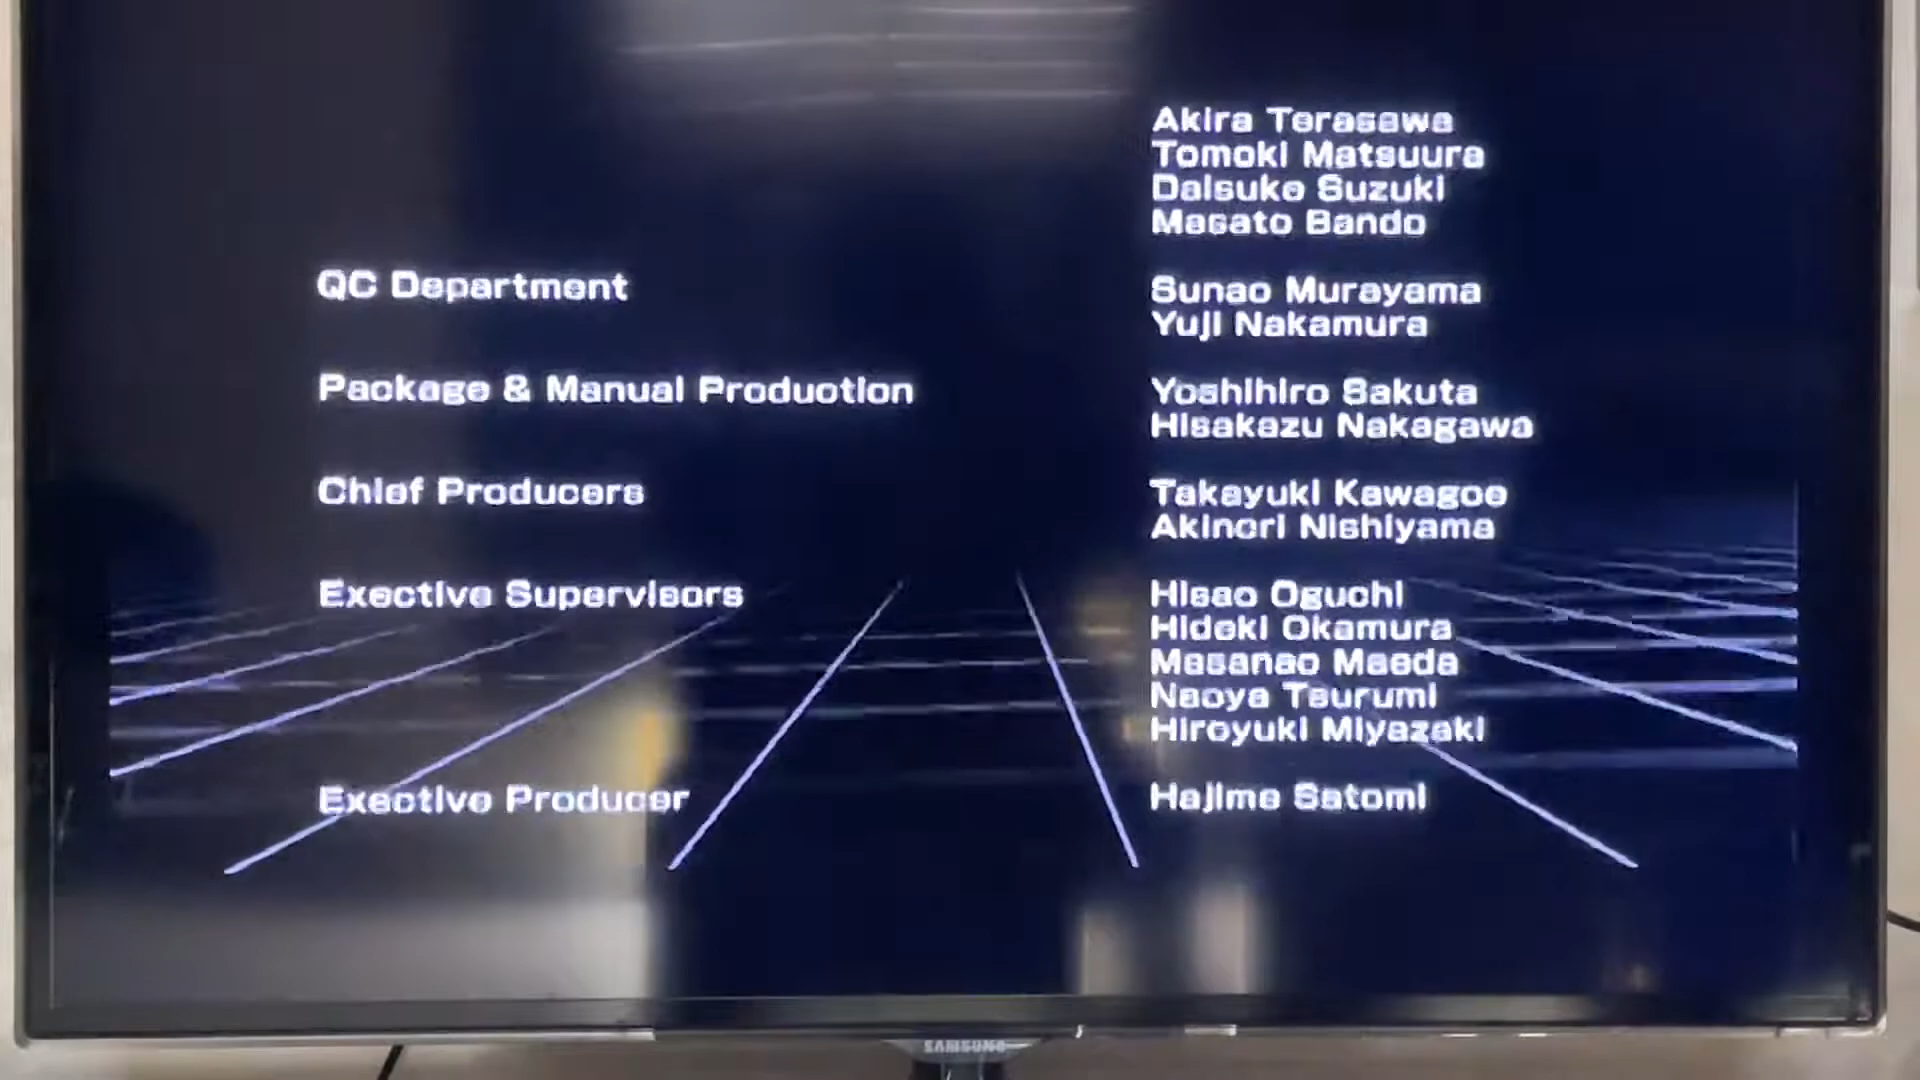 Akira Terasawa
Tomoki Matsuura
Daisuke Suzuki
Masato Bando
QC Department
Sunao Murayama
Yuji Nakamura
Package & Manual Production
Yoshihiro Sakuta
Hisakazu Nakagawa
Chief Producers
Takayuki Kawagoe
Akinori Nishiyama
Exective Supervisors
Hisao Oguchi
Hideki Okamura
Masanao Maeda
Naoya Tsurumi
Hiroyuki Miyazaki
Exective Producer
Hajime Satomi
SAMSUNG